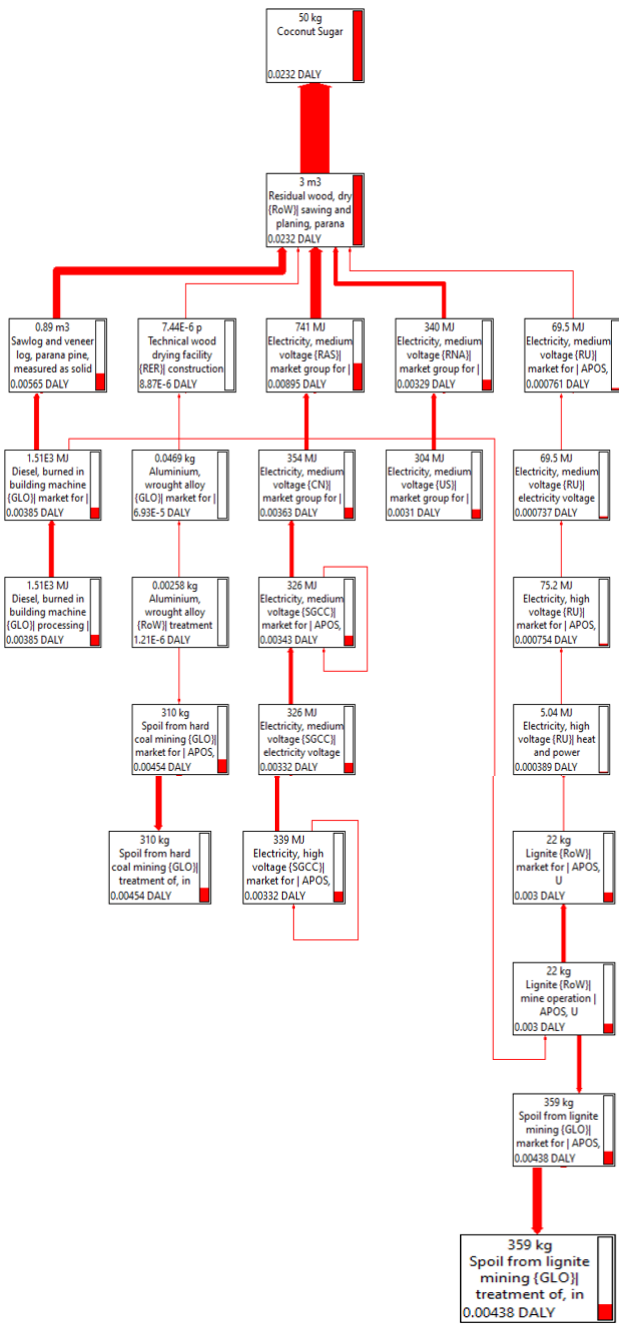 50 kg
Coconut Sugar
0.0232 DALY
3 m3
Residual wood, dry
{RoW}| sawing and
planing, parana
0.0232 DALY
0.89 m3
Sawlog and veneer
log, parana pine,
measured as solid
0.00565 DALY
7.44E-6 p
Technical wood
drying facility
{RER}| construction
8.87E-6 DALY
741 MJ
Electricity, medium
voltage {RAS}|
market group for |
0.00895 DALY
340 MJ
Electricity, medium
voltage {RNA}|
market group for |
0.00329 DALY
69.5 MJ
Electricity, medium
voltage {RU}|
market for | APOS,
0.000761 DALY
1.51E3 MJ
Diesel, burned in
building machine
{GLO}| market for |
0.00385 DALY
0.0469 kg
Aluminium,
wrought alloy
{GLO}| market for |
6.93E-5 DALY
354 MJ
Electricity, medium
voltage {CN}|
market group for |
0.00363 DALY
304 MJ
Electricity, medium
voltage {US}|
market group for |
0.0031 DALY
69.5 MJ
Electricity, medium
voltage {RU}|
electricity voltage
0.000737 DALY
1.51E3 MJ
Diesel, burned in
building machine
{GLO}| processing |
0.00385 DALY
0.00258 kg
Aluminium,
wrought alloy
{RoW}| treatment
1.21E-6 DALY
326 MJ
Electricity, medium
voltage {SGCC}|
market for | APOS,
0.00343 DALY
75.2 MJ
Electricity, high
voltage {RU}|
market for | APOS,
0.000754 DALY
310 kg
Spoil from hard
coal mining {GLO}|
market for | APOS,
0.00454 DALY
326 MJ
Electricity, medium
voltage {SGCC}|
electricity voltage
0.00332 DALY
5.04 MJ
Electricity, high
voltage {RU}| heat
and power
0.000389 DALY
310 kg
Spoil from hard
coal mining {GLO}|
treatment of, in
0.00454 DALY
339 MJ
Electricity, high
voltage {SGCC}|
market for | APOS,
0.00332 DALY
22 kg
Lignite {RoW}|
market for | APOS,
U
0.003 DALY
22 kg
Lignite {RoW}|
mine operation |
APOS, U
0.003 DALY
359 kg
Spoil from lignite
mining {GLO}|
market for | APOS,
0.00438 DALY
359 kg
Spoil from lignite
mining {GLO}|
treatment of, in
0.00438 DALY